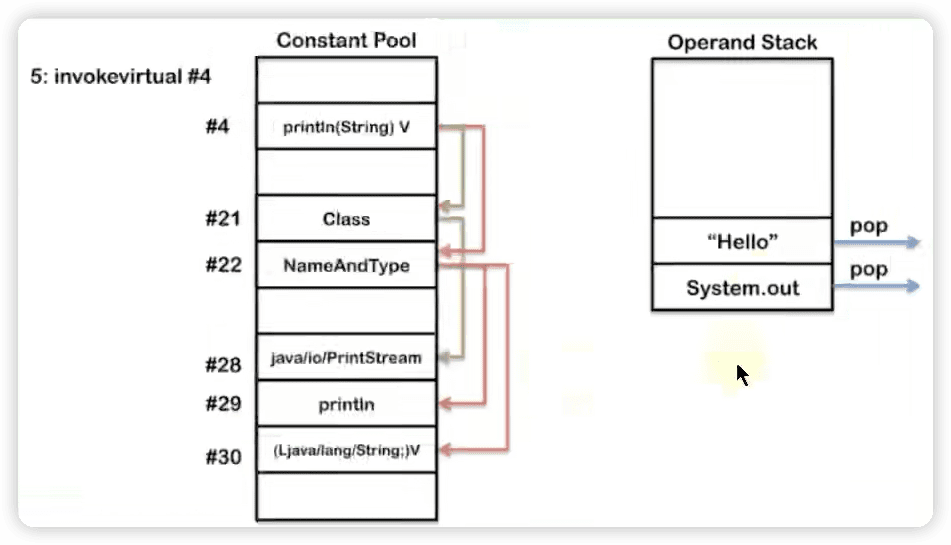 Constant Pool
Operand Stack
5: invokevirtual #4
#4
println(String) V
#21
Class
#22
NameAndType
#28
java/io/PrintStream
#29
println
#30
(Ljava/lang/String;)V
“Hello”
pop
System.out
pop